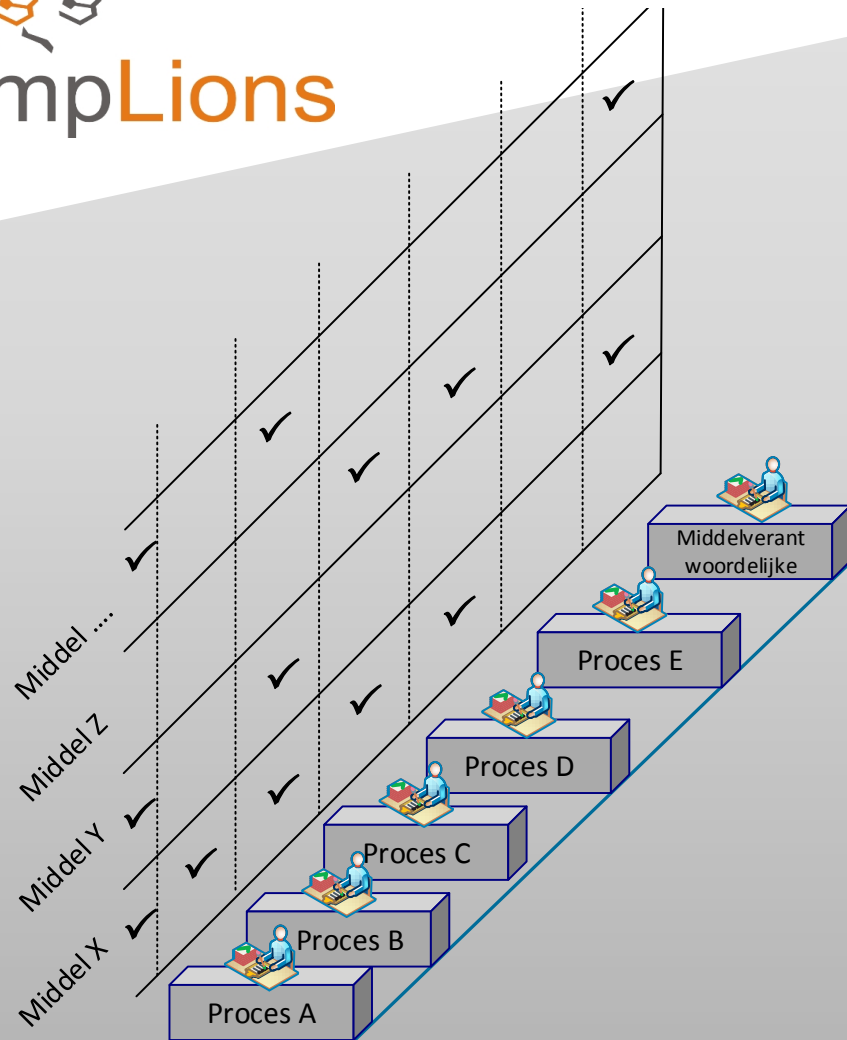 mpLions
Middelverant
woordelijke
Proces E
Proces D
Proces C
Proces B
Proces A
Middel ....
Middel Z
Middel Y
Middel X